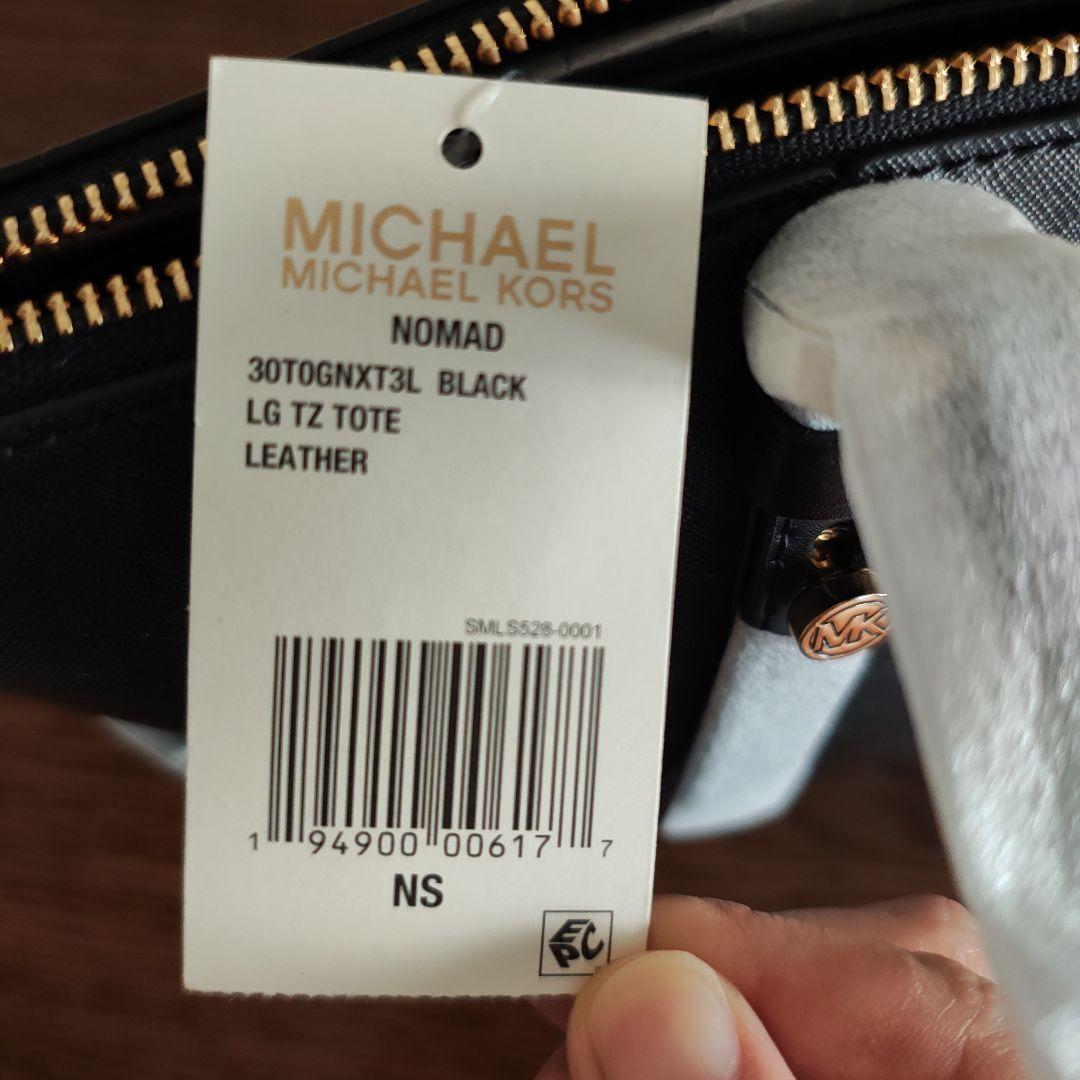 MICHAEL
MICHAEL KORS
NOMAD
30T0GNXT3L BLACK
LG TZ TOTE
LEATHER
SMLS528-0001
1 94900 00617 7
NS
EPC
MK